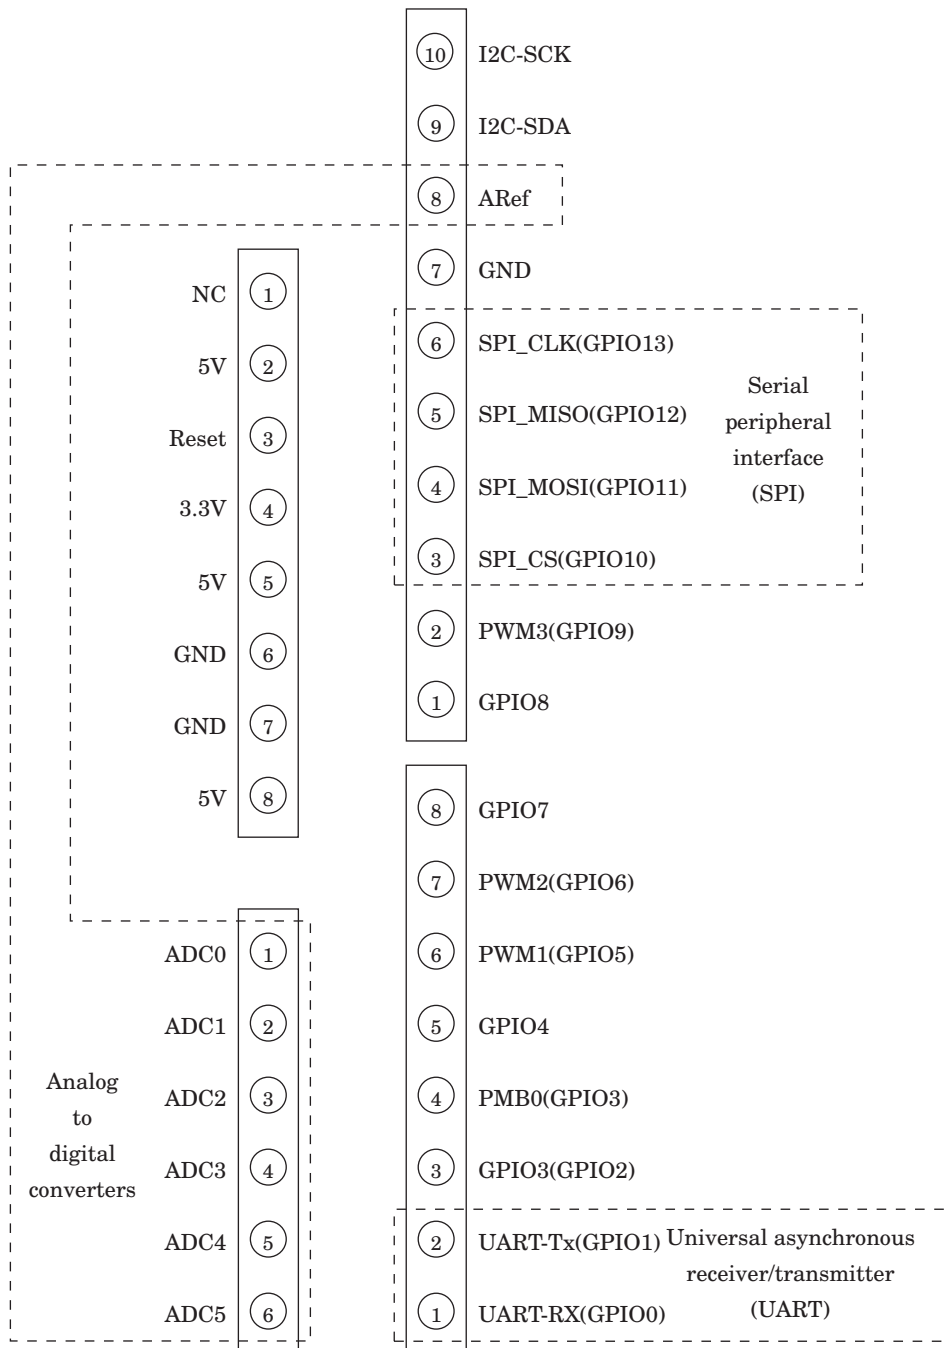 10 I2C-SCK
9 I2C-SDA
8 ARef
7 GND
6 SPI_CLK(GPIO13)
5 SPI_MISO(GPIO12)
4 SPI_MOSI(GPIO11)
3 SPI_CS(GPIO10)
2 PWM3(GPIO9)
1 GPIO8
Serial
peripheral
interface
(SPI)
NC 1
5V 2
Reset 3
3.3V 4
5V 5
GND 6
GND 7
5V 8
8 GPIO7
7 PWM2(GPIO6)
6 PWM1(GPIO5)
5 GPIO4
4 PMB0(GPIO3)
3 GPIO3(GPIO2)
2 UART-Tx(GPIO1)
1 UART-RX(GPIO0)
Universal asynchronous
receiver/transmitter
(UART)
ADC0 1
ADC1 2
ADC2 3
ADC3 4
ADC4 5
ADC5 6
Analog
to
digital
converters